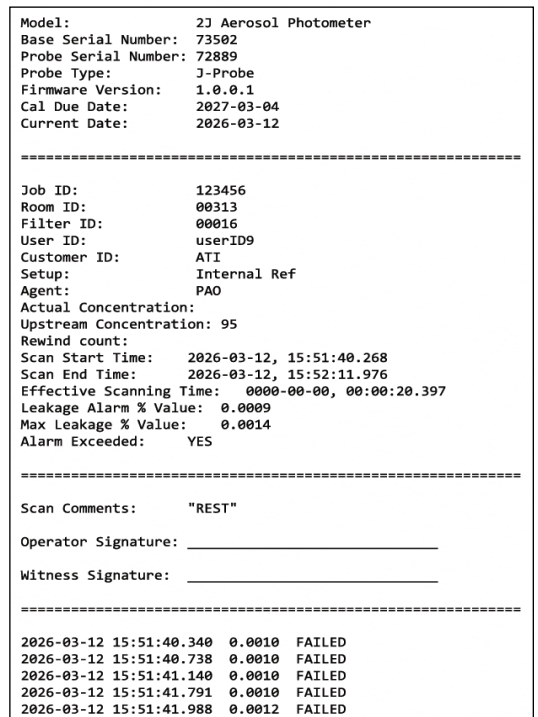 Model: 2J Aerosol Photometer
Base Serial Number: 73502
Probe Serial Number: 72889
Probe Type: J-Probe
Firmware Version: 1.0.0.1
Cal Due Date: 2027-03-04
Current Date: 2026-03-12
============================================================
Job ID: 123456
Room ID: 00313
Filter ID: 00016
User ID: userID9
Customer ID: ATI
Setup: Internal Ref
Agent: PAO
Actual Concentration:
Upstream Concentration: 95
Rewind count:
Scan Start Time: 2026-03-12, 15:51:40.268
Scan End Time: 2026-03-12, 15:52:11.976
Effective Scanning Time: 0000-00-00, 00:00:20.397
Leakage Alarm % Value: 0.0009
Max Leakage % Value: 0.0014
Alarm Exceeded: YES
============================================================
Scan Comments: "REST"
Operator Signature: ______________________________
Witness Signature: ______________________________
============================================================
2026-03-12 15:51:40.340 0.0010 FAILED
2026-03-12 15:51:40.738 0.0010 FAILED
2026-03-12 15:51:41.140 0.0010 FAILED
2026-03-12 15:51:41.791 0.0010 FAILED
2026-03-12 15:51:41.988 0.0012 FAILED